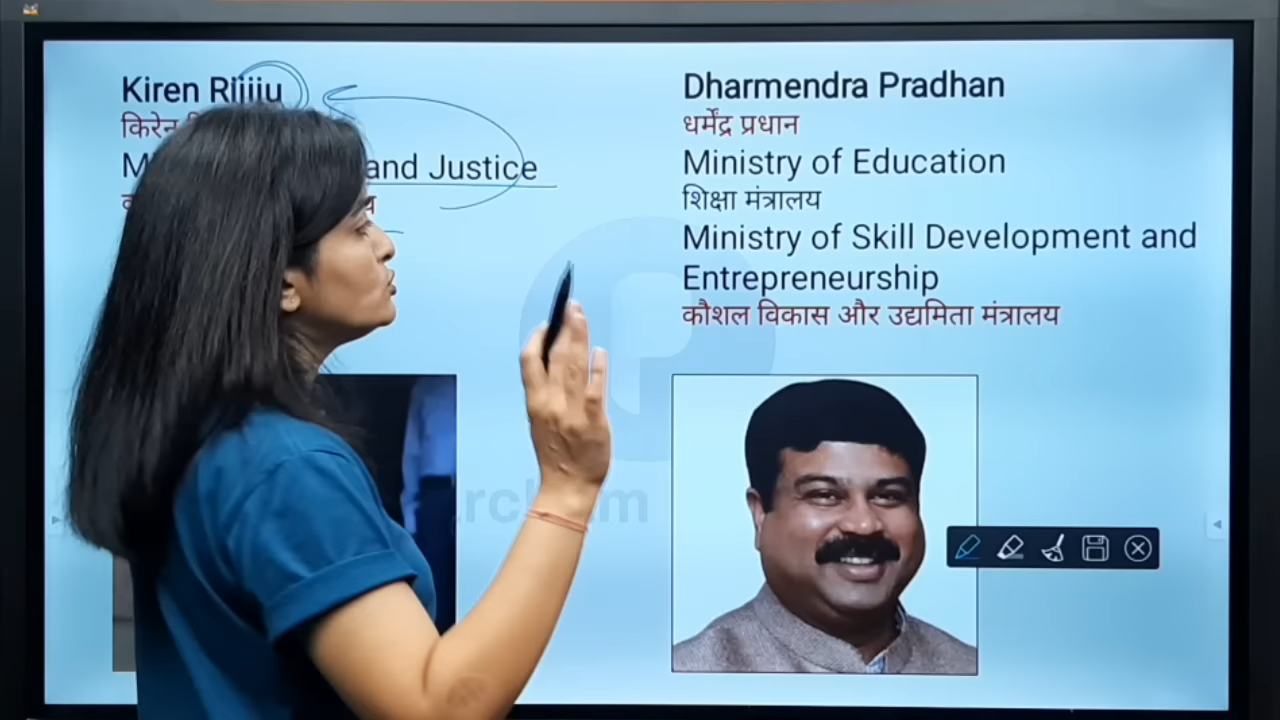 Kiren Rijiju
किरेन
and Justice
Dharmendra Pradhan
धर्मेंद्र प्रधान
Ministry of Education
शिक्षा मंत्रालय
Ministry of Skill Development and
Entrepreneurship
कौशल विकास और उद्यमिता मंत्रालय